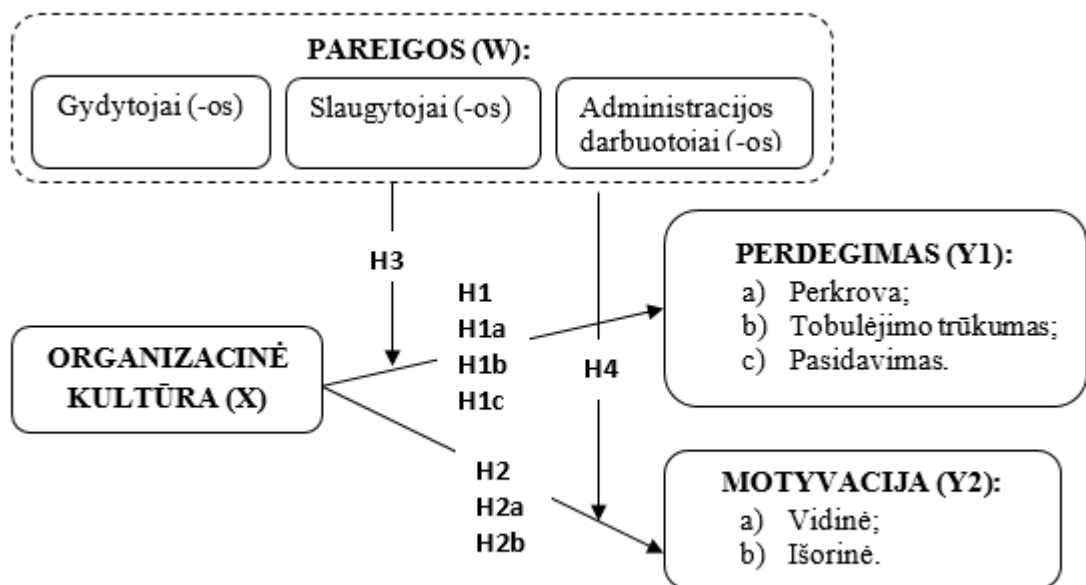 PAREIGOS (W):
Gydytojai (-os)
Slaugytojai (-os)
Administracijos
darbuotojai (-os)
H3
H1
H1a
H1b
H1c
H4
PERDEGIMAS (Y1):
a) Perkrova;
b) Tobulėjimo trūkumas;
c) Pasidavimas.
ORGANIZACINĖ
KULTŪRA (X)
H2
H2a
H2b
MOTYVACIJA (Y2):
a) Vidinė;
b) Išorinė.